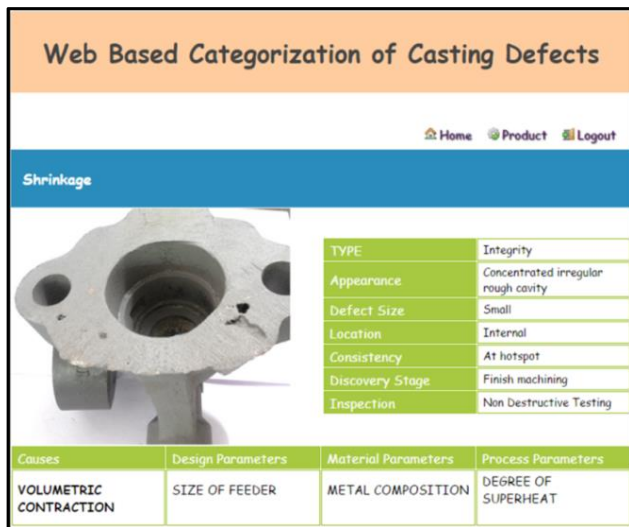 Web Based Categorization of Casting Defects
Home Product Logout
Shrinkage
TYPE Integrity
Appearance Concentrated irregular
rough cavity
Defect Size Small
Location Internal
Consistency At hotspot
Discovery Stage Finish machining
Inspection Non Destructive Testing
Causes Design Parameters Material Parameters Process Parameters
VOLUMETRIC CONTRACTION SIZE OF FEEDER METAL COMPOSITION DEGREE OF SUPERHEAT